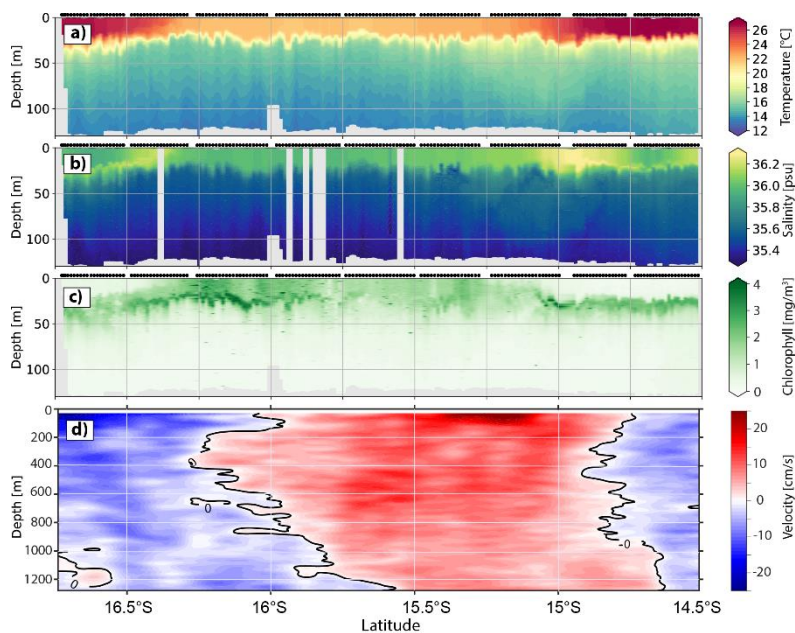 a)
0
50
100
Depth [m]
26
24
22
20
18
16
14
12
Temperature [°C]
b)
0
50
100
Depth [m]
36.2
36.0
35.8
35.6
35.4
Salinity [psu]
c)
0
50
100
Depth [m]
4
3
2
1
0
Chlorophyll [mg/m³]
d)
0
200
400
600
800
1000
1200
Depth [m]
0
0
0
-0
20
10
0
-10
-20
Velocity [cm/s]
16.5°S
16°S
15.5°S
15°S
14.5°S
Latitude